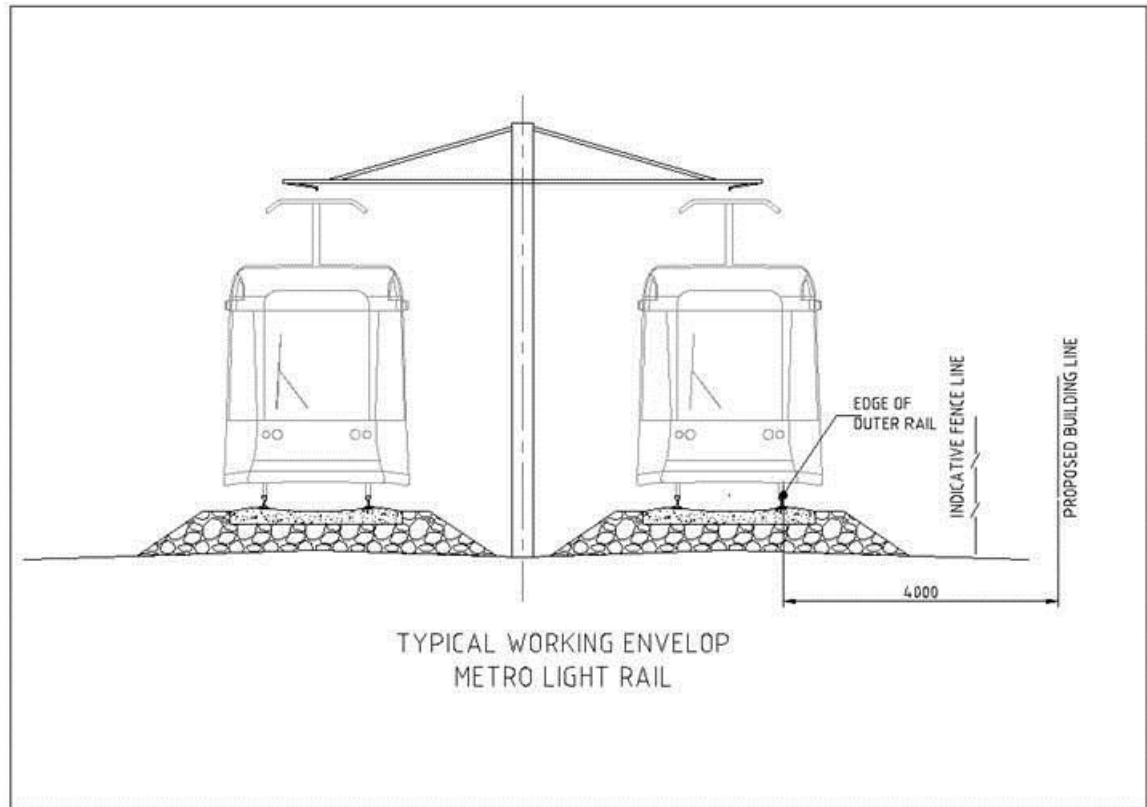 EDGE OF
OUTER RAIL
INDICATIVE FENCE LINE
PROPOSED BUILDING LINE
4000
TYPICAL WORKING ENVELOP
METRO LIGHT RAIL